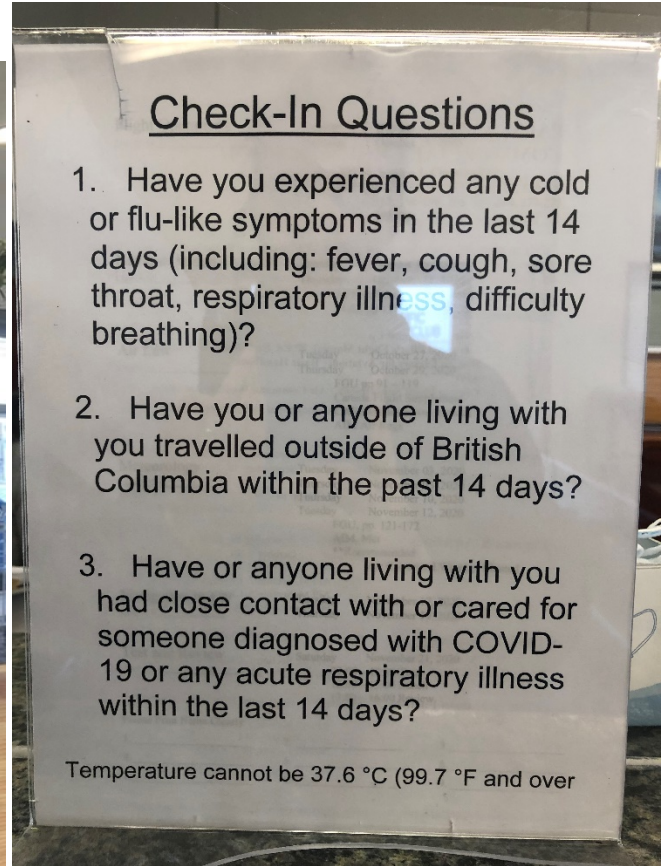 Check-In Questions
1. Have you experienced any cold
or flu-like symptoms in the last 14
days (including: fever, cough, sore
throat, respiratory illness, difficulty
breathing)?
2. Have you or anyone living with
you travelled outside of British
Columbia within the past 14 days?
3. Have or anyone living with you
had close contact with or cared for
someone diagnosed with COVID-
19 or any acute respiratory illness
within the last 14 days?
Temperature cannot be 37.6 °C (99.7 °F and over